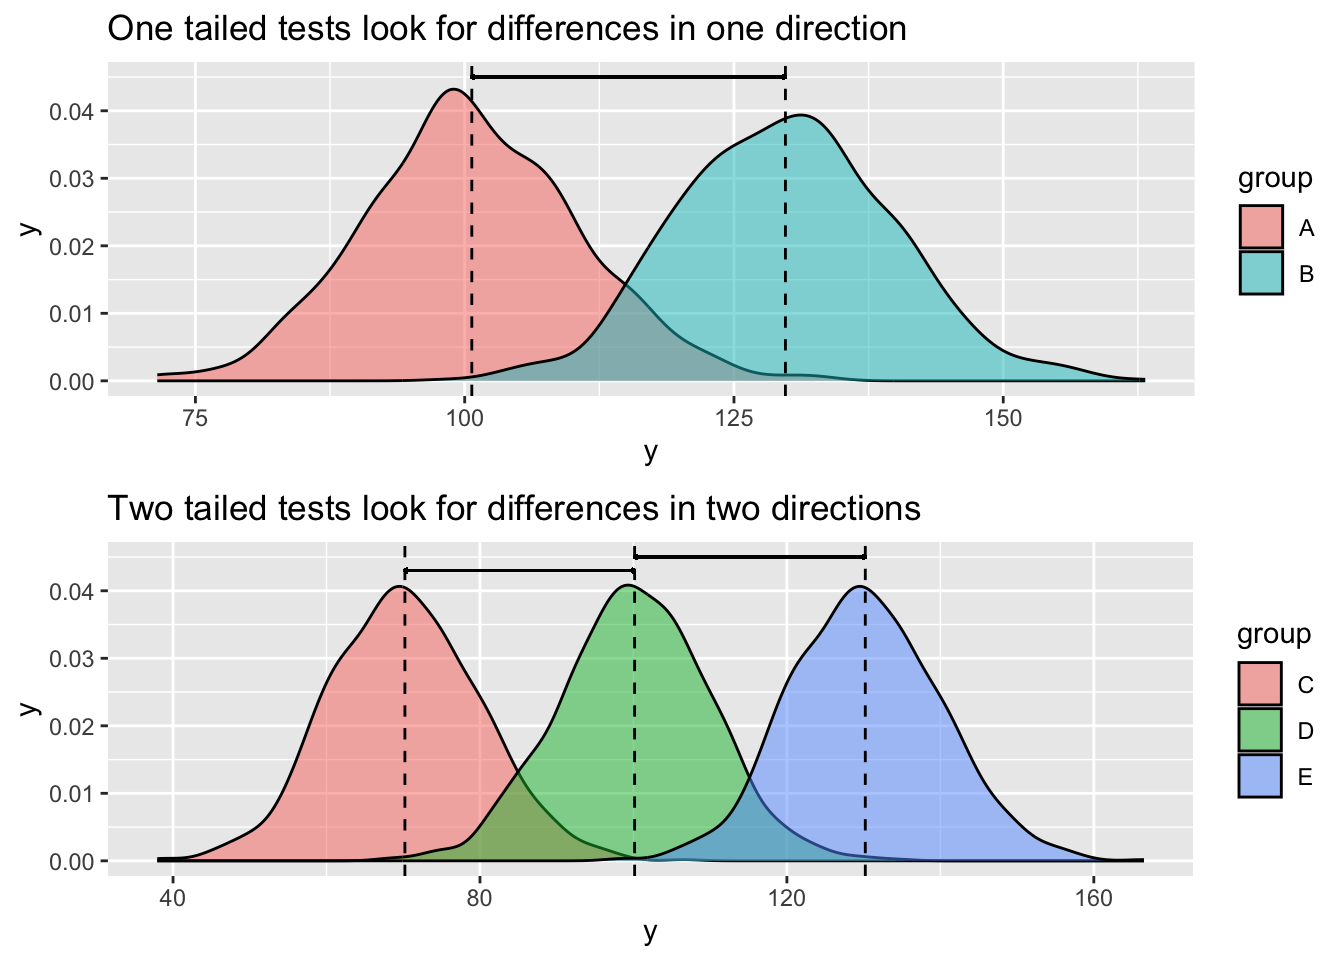 One tailed tests look for differences in one direction
0.04
0.03
0.02
0.01
0.00
y
75 100 125 150
y
group
A
B
Two tailed tests look for differences in two directions
0.04
0.03
0.02
0.01
0.00
y
40 80 120 160
y
group
C
D
E